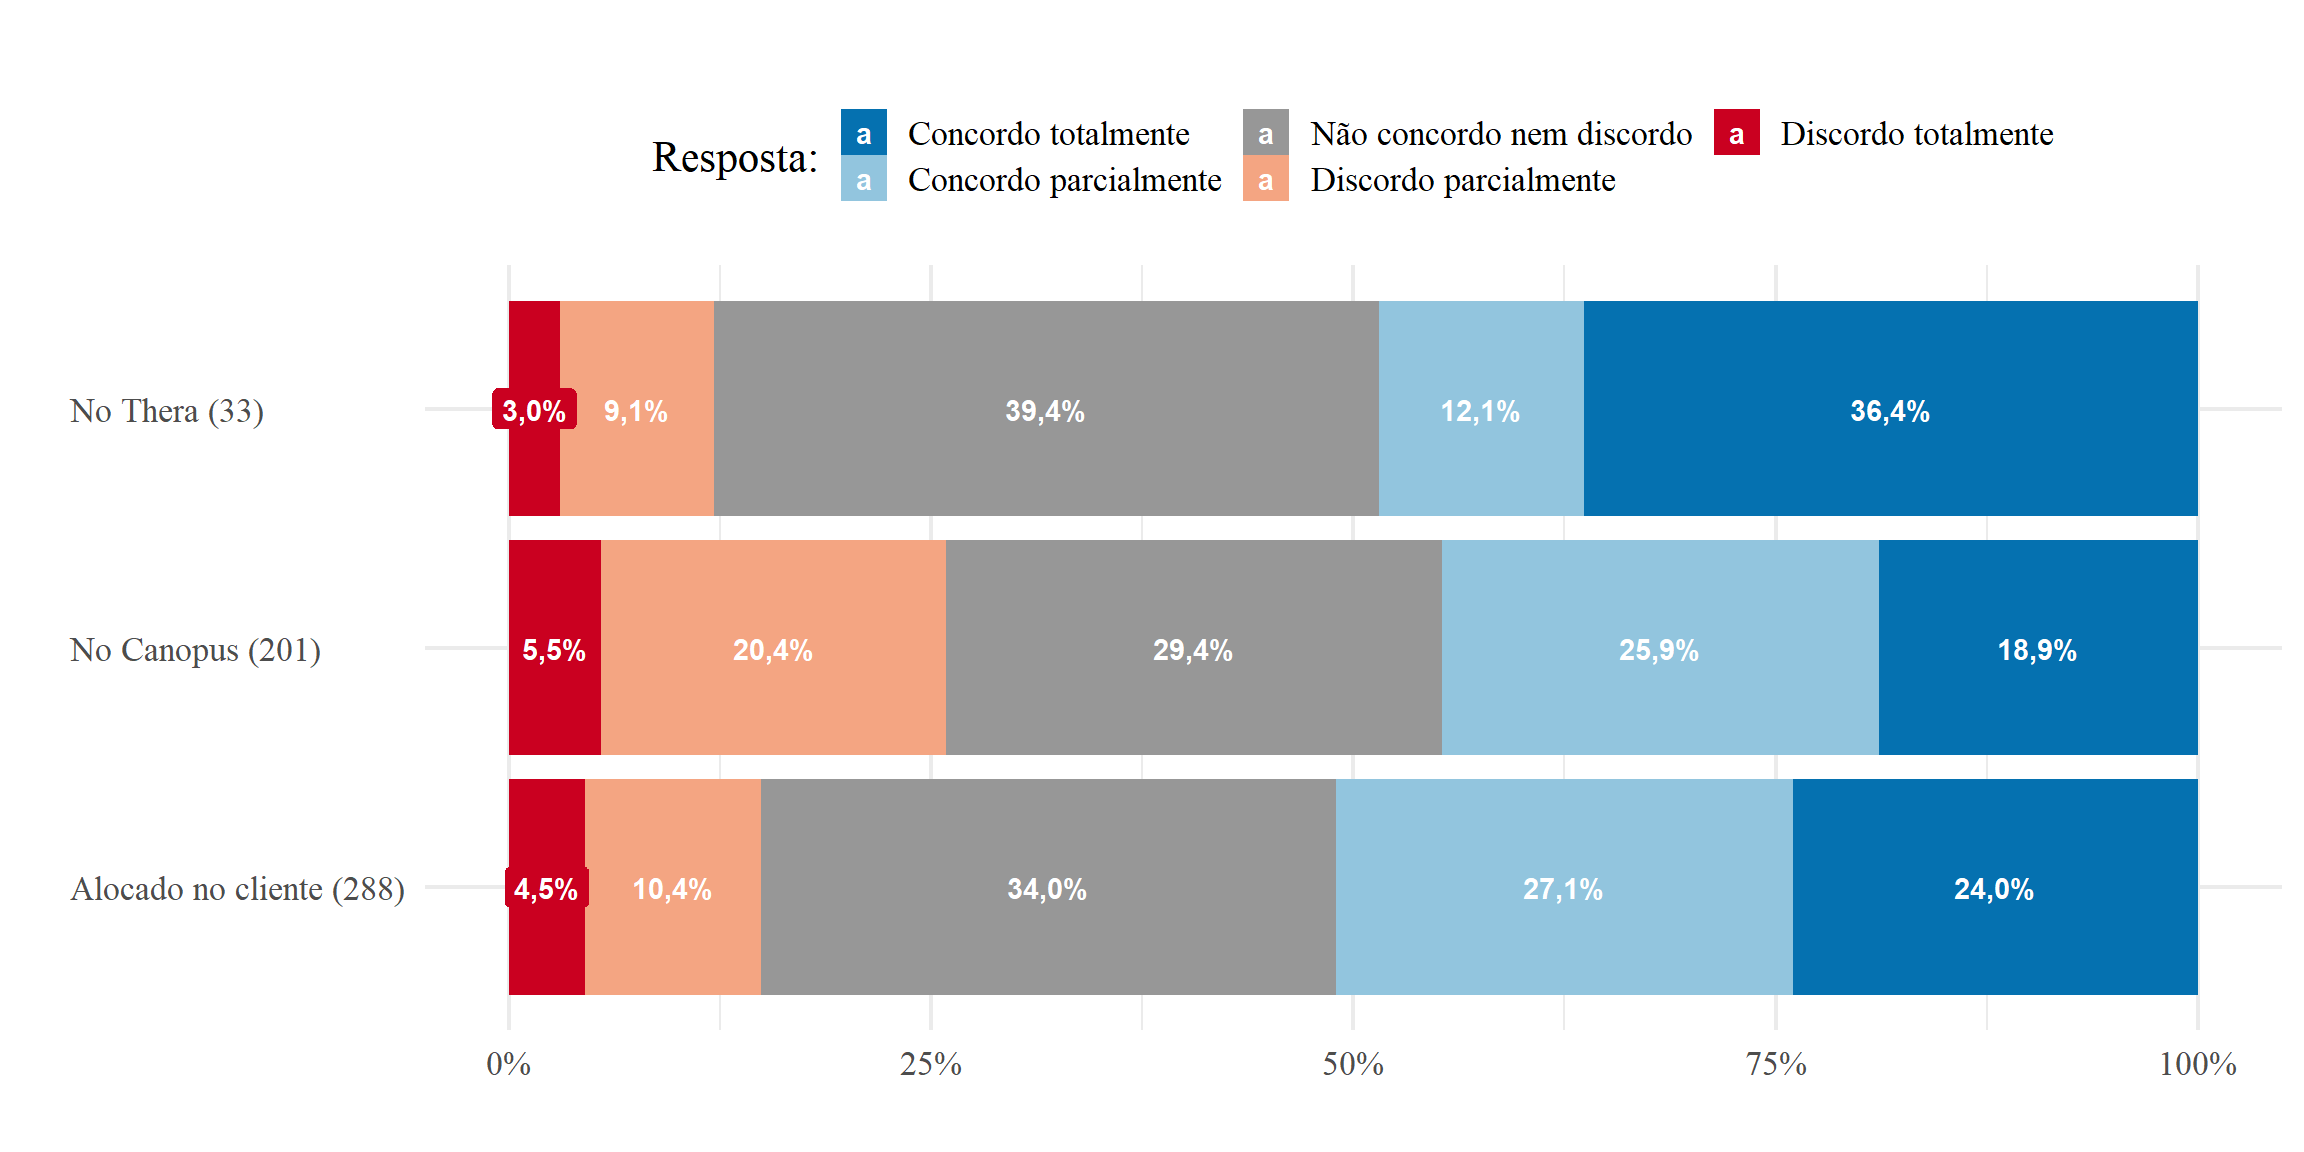 Resposta:
a Concordo totalmente
a Concordo parcialmente
a Não concordo nem discordo
a Discordo parcialmente
a Discordo totalmente
No Thera (33)
3,0% 9,1% 39,4% 12,1% 36,4%
No Canopus (201)
5,5% 20,4% 29,4% 25,9% 18,9%
Alocado no cliente (288)
4,5% 10,4% 34,0% 27,1% 24,0%
0% 25% 50% 75% 100%